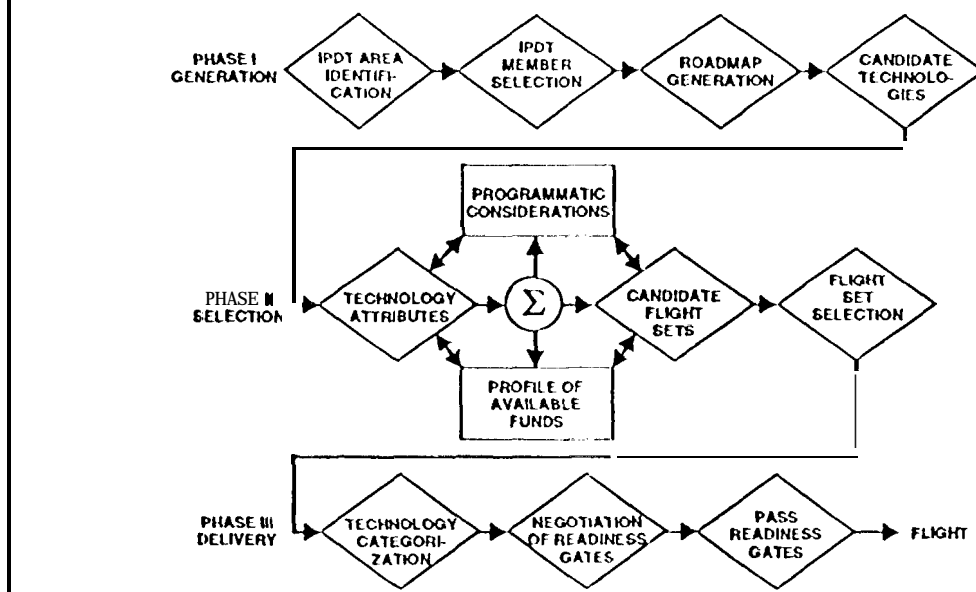 PHASE I
GENERATION
IPDT AREA
IDENTIFI-
CATION
IPDT
MEMBER
SELECTION
ROADMAP
GENERATION
CANDIDATE
TECHNOLO-
GIES
PROGRAMMATIC
CONSIDERATIONS
PHASE II
SELECTION
TECHNOLOGY
ATTRIBUTES
Σ
CANDIDATE
FLIGHT
SETS
FLIGHT
SET
SELECTION
PROFILE OF
AVAILABLE
FUNDS
PHASE III
DELIVERY
TECHNOLOGY
CATEGORI-
ZATION
NEGOTIATION
OF READINESS
GATES
PASS
READINESS
GATES
FLIGHT